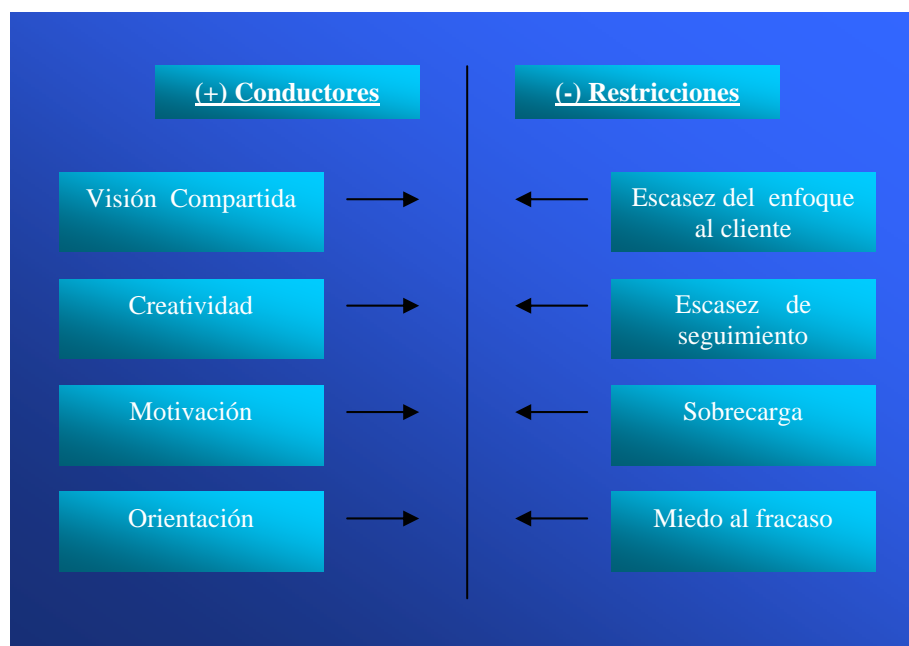 (+) Conductores
(-) Restricciones
Visión Compartida
Escasez del enfoque
al cliente
Creatividad
Escasez de
seguimiento
Motivación
Sobrecarga
Orientación
Miedo al fracaso